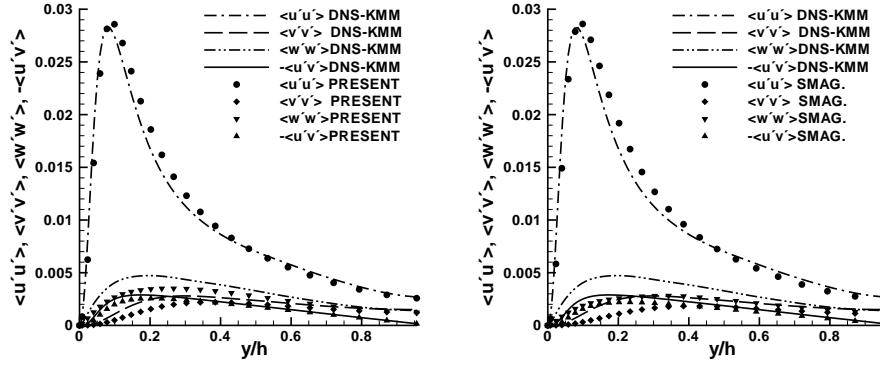 <u´u´>, <v´v´>, <w´w´>, -<u´v´>
0.03
0.025
0.02
0.015
0.01
0.005
0
0 0.2 0.4 0.6 0.8
y/h
<u´u´> DNS-KMM
<v´v´> DNS-KMM
<w´w´>DNS-KMM
-<u´v´>DNS-KMM
<u´u´> PRESENT
<v´v´> PRESENT
<w´w´>PRESENT
-<u´v´>PRESENT
<u´u´>, <v´v´>, <w´w´>, -<u´v´>
0.03
0.025
0.02
0.015
0.01
0.005
0
0 0.2 0.4 0.6 0.8
y/h
<u´u´> DNS-KMM
<v´v´> DNS-KMM
<w´w´>DNS-KMM
-<u´v´>DNS-KMM
<u´u´> SMAG.
<v´v´> SMAG.
<w´w´>SMAG.
-<u´v´>SMAG.